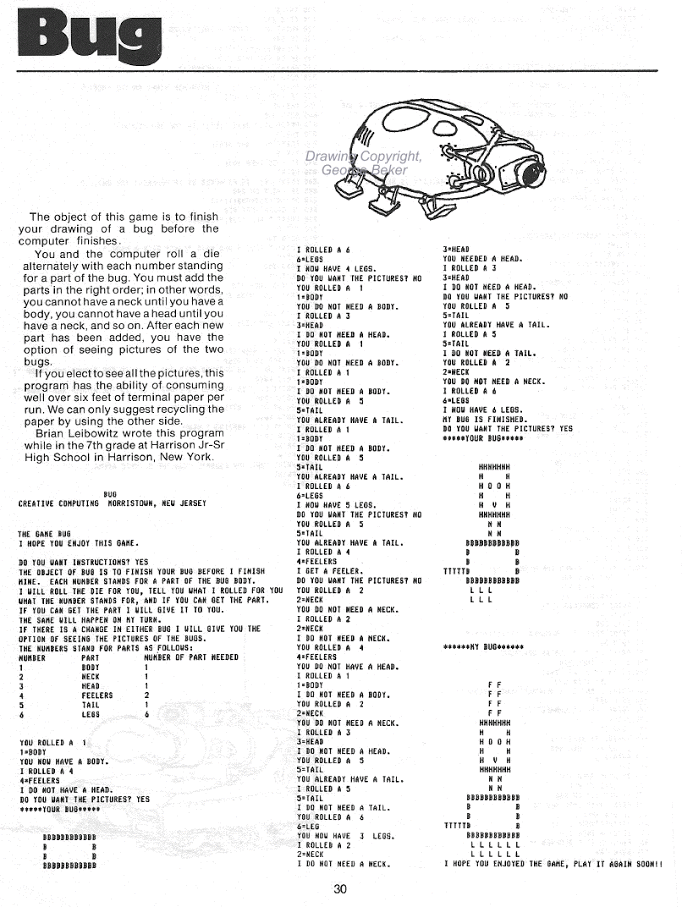 Bug
Drawing Copyright,
George Beker
The object of this game is to finish
your drawing of a bug before the
computer finishes.
You and the computer roll a die
alternately with each number standing
for a part of the bug. You must add the
parts in the right order; in other words,
you cannot have a neck until you have a
body, you cannot have a head until you
have a neck, and so on. After each new
part has been added, you have the
option of seeing pictures of the two
bugs.
If you elect to see all the pictures, this
program has the ability of consuming
well over six feet of terminal paper per
run. We can only suggest recycling the
paper by using the other side.
Brian Leibowitz wrote this program
while in the 7th grade at Harrison Jr-Sr
High School in Harrison, New York.
BUG
CREATIVE COMPUTING MORRISTOWN, NEW JERSEY
THE GAME BUG
I HOPE YOU ENJOY THIS GAME.
DO YOU WANT INSTRUCTIONS? YES
THE OBJECT OF BUG IS TO FINISH YOUR BUG BEFORE I FINISH
MINE. EACH NUMBER STANDS FOR A PART OF THE BUG BODY.
I WILL ROLL THE DIE FOR YOU, TELL YOU WHAT I ROLLED FOR YOU
WHAT THE NUMBER STANDS FOR, AND IF YOU CAN GET THE PART.
IF YOU CAN GET THE PART I WILL GIVE IT TO YOU.
THE SAME WILL HAPPEN ON MY TURN.
IF THERE IS A CHANGE IN EITHER BUG I WILL GIVE YOU THE
OPTION OF SEEING THE PICTURES OF THE BUGS.
THE NUMBERS STAND FOR PARTS AS FOLLOWS:
NUMBER PART NUMBER OF PART NEEDED
1 BODY 1
2 NECK 1
3 HEAD 1
4 FEELERS 2
5 TAIL 1
6 LEGS 6
YOU ROLLED A 1
1=BODY
YOU NOW HAVE A BODY.
I ROLLED A 4
4=FEELERS
I DO NOT HAVE A HEAD.
DO YOU WANT THE PICTURES? YES
*****YOUR BUG*****
BBBBBBBBBBBB
B B
B B
BBBBBBBBBBBB
I ROLLED A 6
6=LEGS
I NOW HAVE 4 LEGS.
DO YOU WANT THE PICTURES? NO
YOU ROLLED A 1
1=BODY
YOU DO NOT NEED A BODY.
I ROLLED A 3
3=HEAD
I DO NOT NEED A HEAD.
YOU ROLLED A 1
1=BODY
YOU DO NOT NEED A BODY.
I ROLLED A 1
1=BODY
I DO NOT NEED A BODY.
YOU ROLLED A 5
5=TAIL
YOU ALREADY HAVE A TAIL.
I ROLLED A 1
1=BODY
I DO NOT NEED A BODY.
YOU ROLLED A 5
5=TAIL
YOU ALREADY HAVE A TAIL.
I ROLLED A 6
6=LEGS
I NOW HAVE 5 LEGS.
DO YOU WANT THE PICTURES? NO
YOU ROLLED A 5
5=TAIL
YOU ALREADY HAVE A TAIL.
I ROLLED A 4
4=FEELERS
I GET A FEELER.
DO YOU WANT THE PICTURES? NO
YOU ROLLED A 2
2=NECK
YOU DO NOT NEED A NECK.
I ROLLED A 2
2=NECK
I DO NOT NEED A NECK.
YOU ROLLED A 4
4=FEELERS
YOU DO NOT HAVE A HEAD.
I ROLLED A 1
1=BODY
I DO NOT NEED A BODY.
YOU ROLLED A 2
2=NECK
YOU DO NOT NEED A NECK.
I ROLLED A 3
3=HEAD
I DO NOT NEED A HEAD.
YOU ROLLED A 5
5=TAIL
YOU ALREADY HAVE A TAIL.
I ROLLED A 5
5=TAIL
I DO NOT NEED A TAIL.
YOU ROLLED A 6
6=LEG
YOU NOW HAVE 3 LEGS.
I ROLLED A 2
2=NECK
I DO NOT NEED A NECK.
3=HEAD
YOU NEEDED A HEAD.
I ROLLED A 3
3=HEAD
I DO NOT NEED A HEAD.
DO YOU WANT THE PICTURES? NO
YOU ROLLED A 5
5=TAIL
YOU ALREADY HAVE A TAIL.
I ROLLED A 5
5=TAIL
I DO NOT NEED A TAIL.
YOU ROLLED A 2
2=NECK
YOU DO NOT NEED A NECK.
I ROLLED A 6
6=LEGS
I NOW HAVE 6 LEGS.
MY BUG IS FINISHED.
DO YOU WANT THE PICTURES? YES
*****YOUR BUG*****
HHHHHHH
H H
H O O H
H H
H V H
HHHHHHH
N N
N N
BBBBBBBBBBBB
B B
B B
TTTTTB B
BBBBBBBBBBBB
L L L
L L L
******MY BUG******
F F
F F
F F
F F
HHHHHHH
H H
H O O H
H H
H V H
HHHHHHH
N N
N N
BBBBBBBBBBBB
B B
B B
TTTTTB B
BBBBBBBBBBBB
L L L L L L
L L L L L L
I HOPE YOU ENJOYED THE GAME, PLAY IT AGAIN SOON!!
30